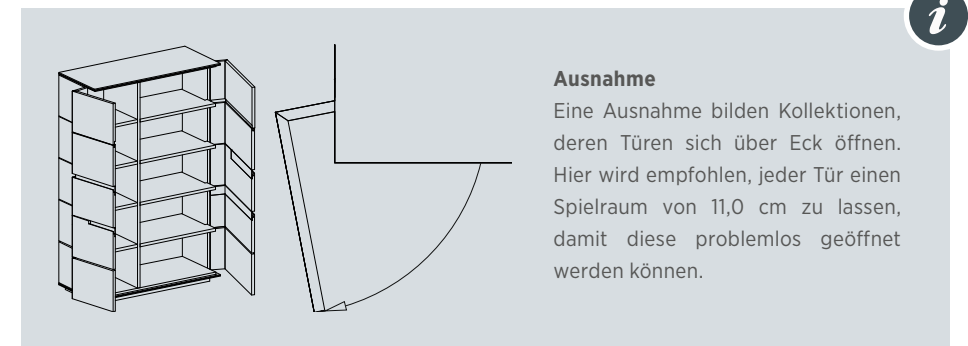 i
Ausnahme
Eine Ausnahme bilden Kollektionen,
deren Türen sich über Eck öffnen.
Hier wird empfohlen, jeder Tür einen
Spielraum von 11,0 cm zu lassen,
damit diese problemlos geöffnet
werden können.